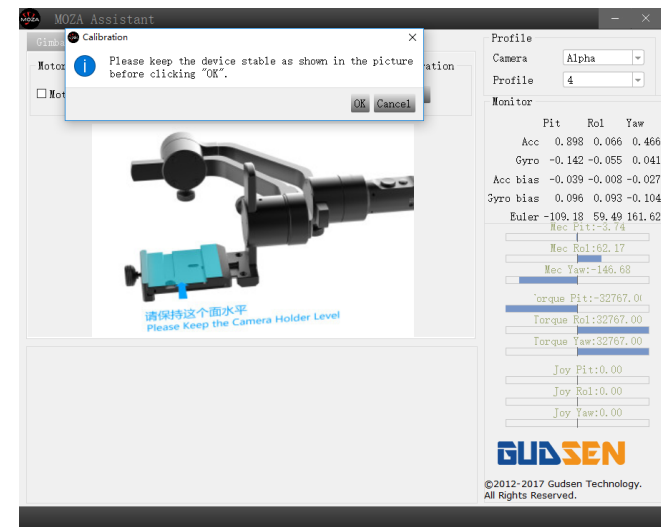 MOZA MOZA Assistant
Calibration
Please keep the device stable as shown in the picture
before clicking "OK".
OK Cancel
请保持这个面水平
Please Keep the Camera Holder Level
Profile
Camera Alpha
Profile 4
Monitor
Pit Rol Yaw
Acc 0.898 0.066 0.466
Gyro -0.142 -0.055 0.041
Acc bias -0.039 -0.008 -0.027
Gyro bias 0.096 0.093 -0.104
Euler -109.18 59.49 161.62
Mec Pit:-3.74
Mec Rol:62.17
Mec Yaw:-146.68
Torque Pit:-32767.00
Torque Rol:32767.00
Torque Yaw:32767.00
Joy Pit:0.00
Joy Rol:0.00
Joy Yaw:0.00
GUDSEN
©2012-2017 Gudsen Technology.
All Rights Reserved.